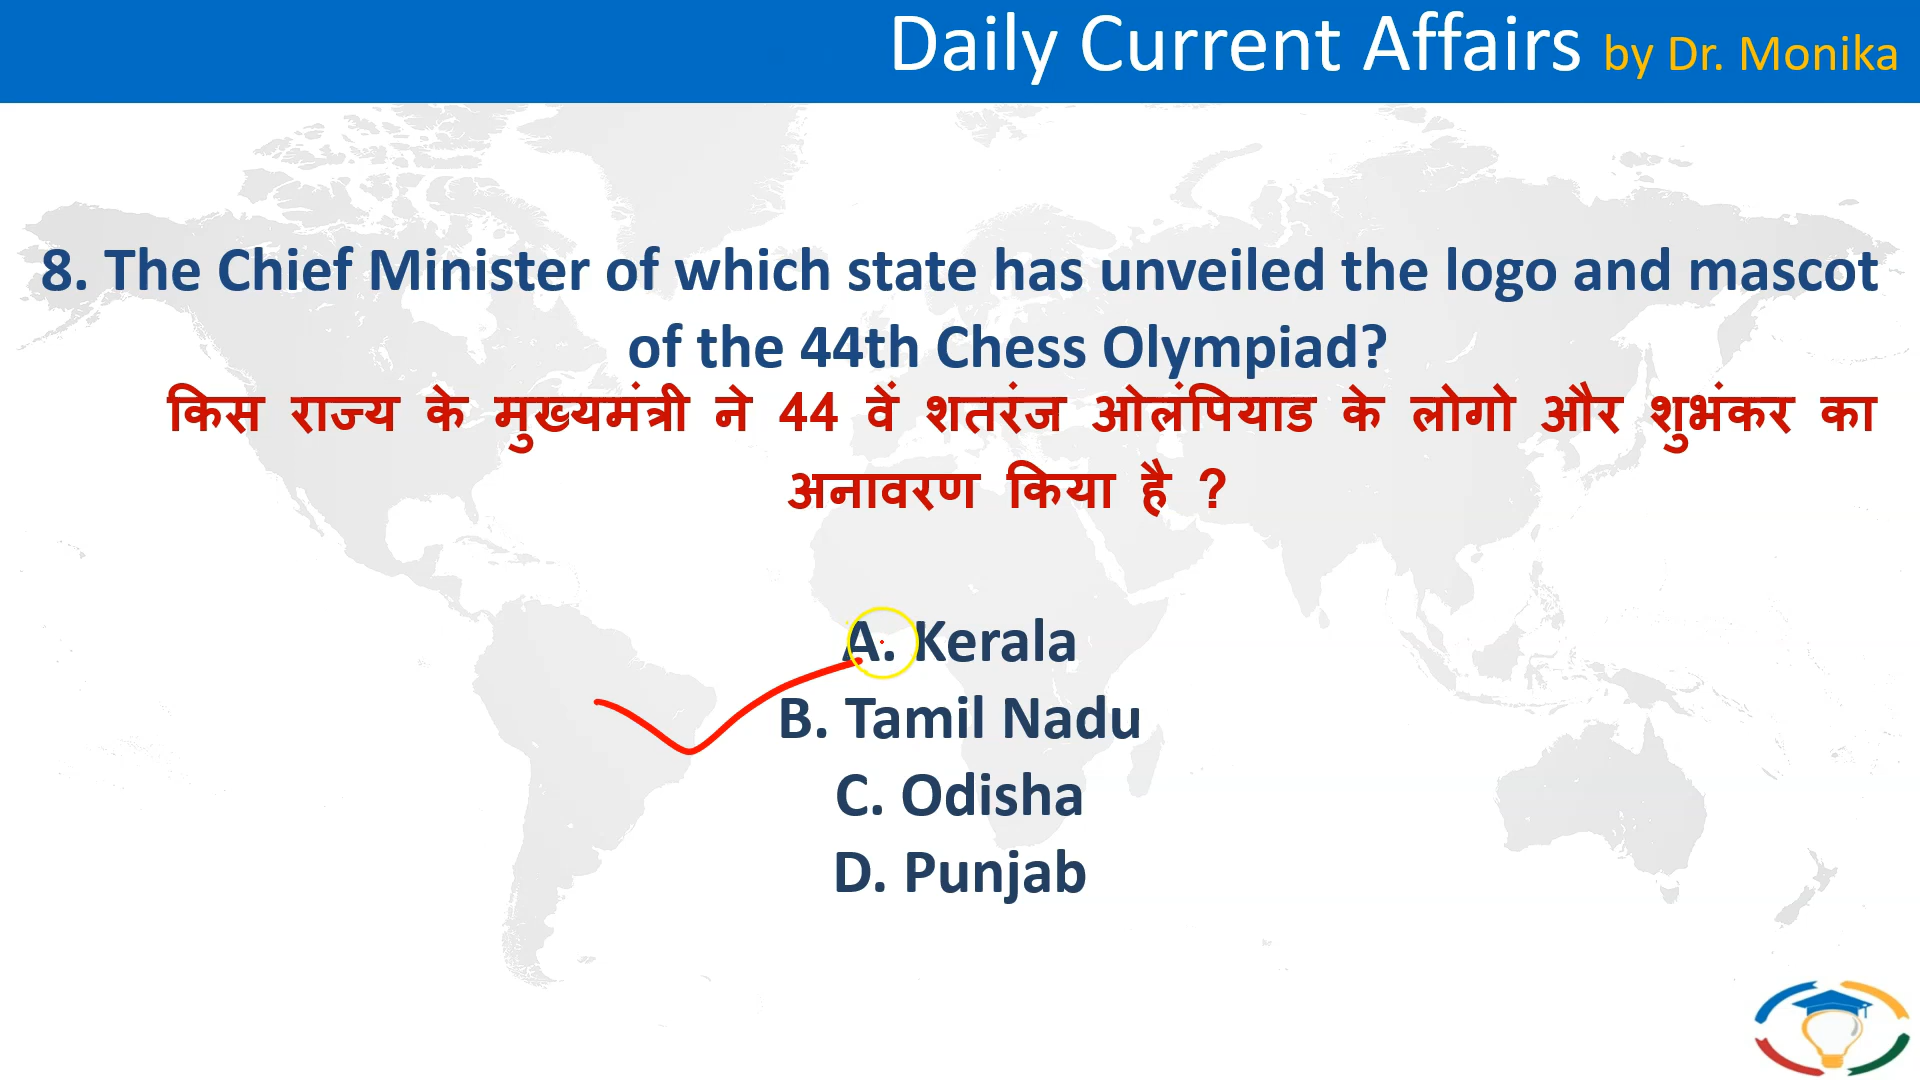 Daily Current Affairs by Dr. Monika
8. The Chief Minister of which state has unveiled the logo and mascot
of the 44th Chess Olympiad?
किस राज्य के मुख्यमंत्री ने 44 वें शतरंज ओलंपियाड के लोगो और शुभंकर का
अनावरण किया है ?
A. Kerala
B. Tamil Nadu
C. Odisha
D. Punjab